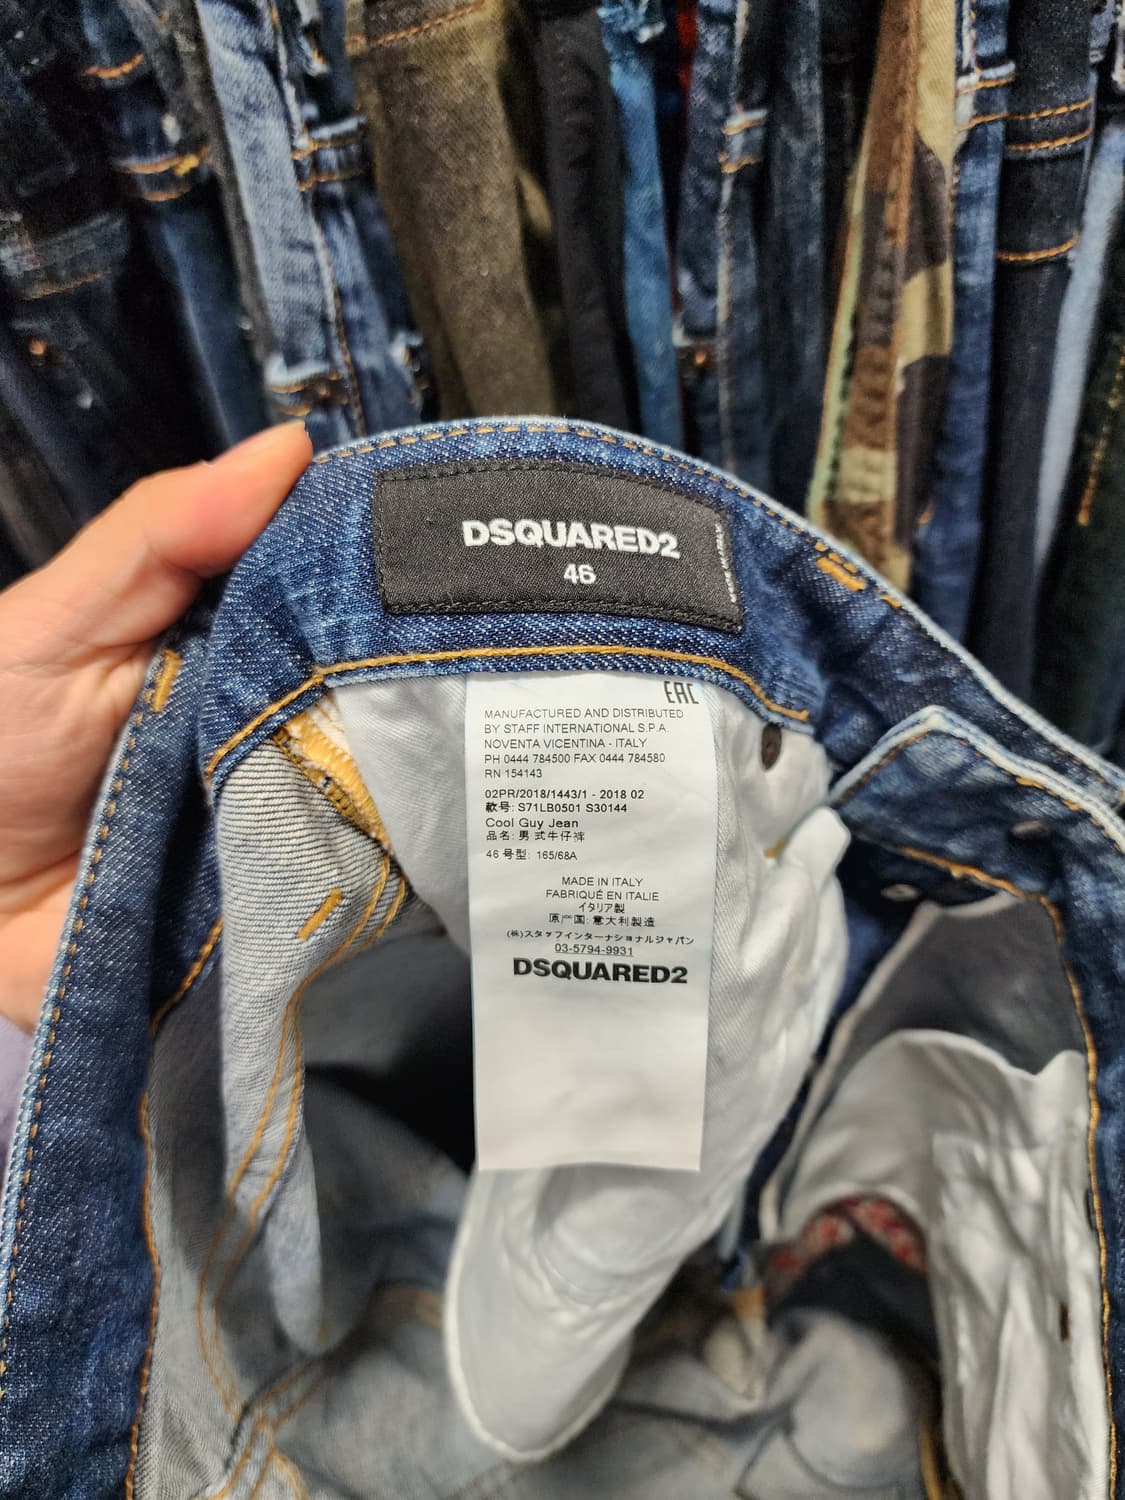 DSQUARED2
46
EAC
MANUFACTURED AND DISTRIBUTED
BY STAFF INTERNATIONAL S.P.A.
NOVENTA VICENTINA - ITALY
PH 0444 784500 FAX 0444 784580
RN 154143
02PR/2018/1443/1 - 2018 02
款号: S71LB0501 S30144
Cool Guy Jean
品名: 男 式牛仔裤
46 号型: 165/68A
MADE IN ITALY
FABRIQUÉ EN ITALIE
イタリア製
原产国: 意大利製造
(株)スタッフインターナショナルジャパン
03-5794-9931
DSQUARED2